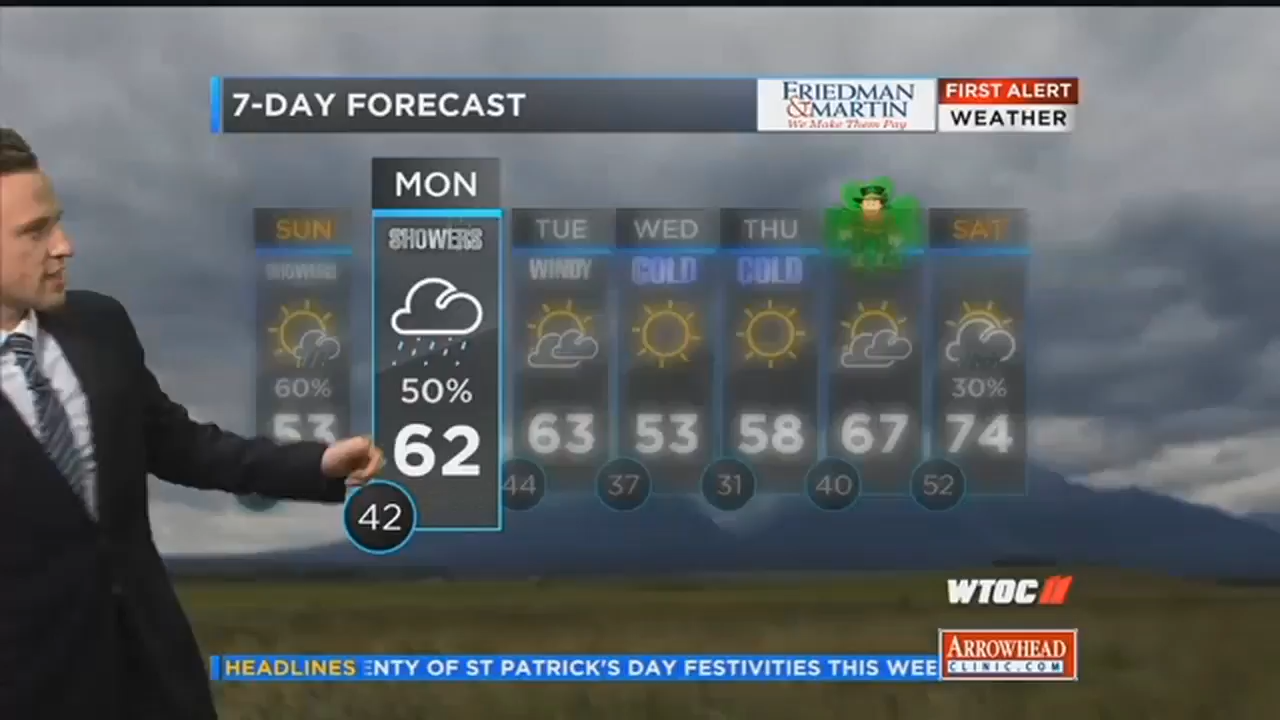 7-DAY FORECAST
FRIEDMAN
&MARTIN
We Make Them Pay
FIRST ALERT
WEATHER
SUN
SHOWERS
60%
53
MON
SHOWERS
50%
62
42
TUE
WINDY
63
44
WED
COLD
53
37
THU
COLD
58
31
67
40
SAT
30%
74
52
WTOC 11
HEADLINES ENTY OF ST PATRICK'S DAY FESTIVITIES THIS WEE
ARROWHEAD
CLINIC.COM